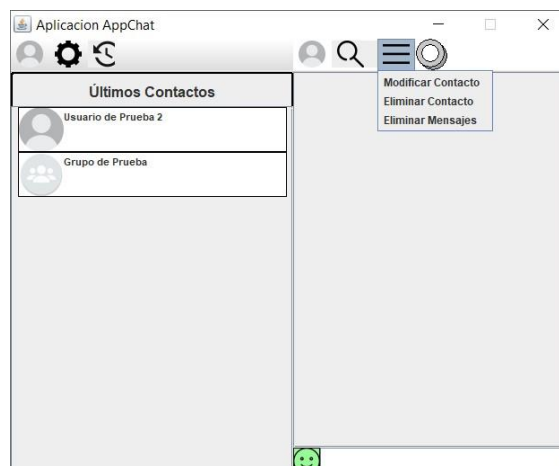 Aplicacion AppChat
Últimos Contactos
Usuario de Prueba 2
Grupo de Prueba
Modificar Contacto
Eliminar Contacto
Eliminar Mensajes